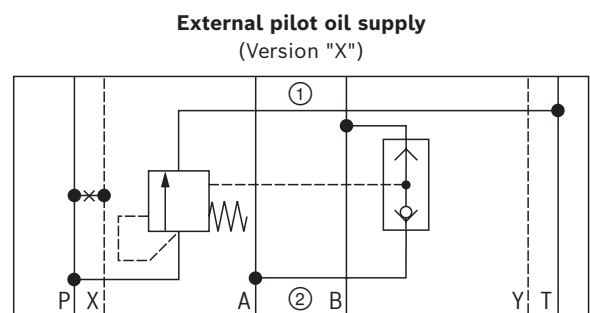 External pilot oil supply
(Version "X")
①
P X A ② B Y T